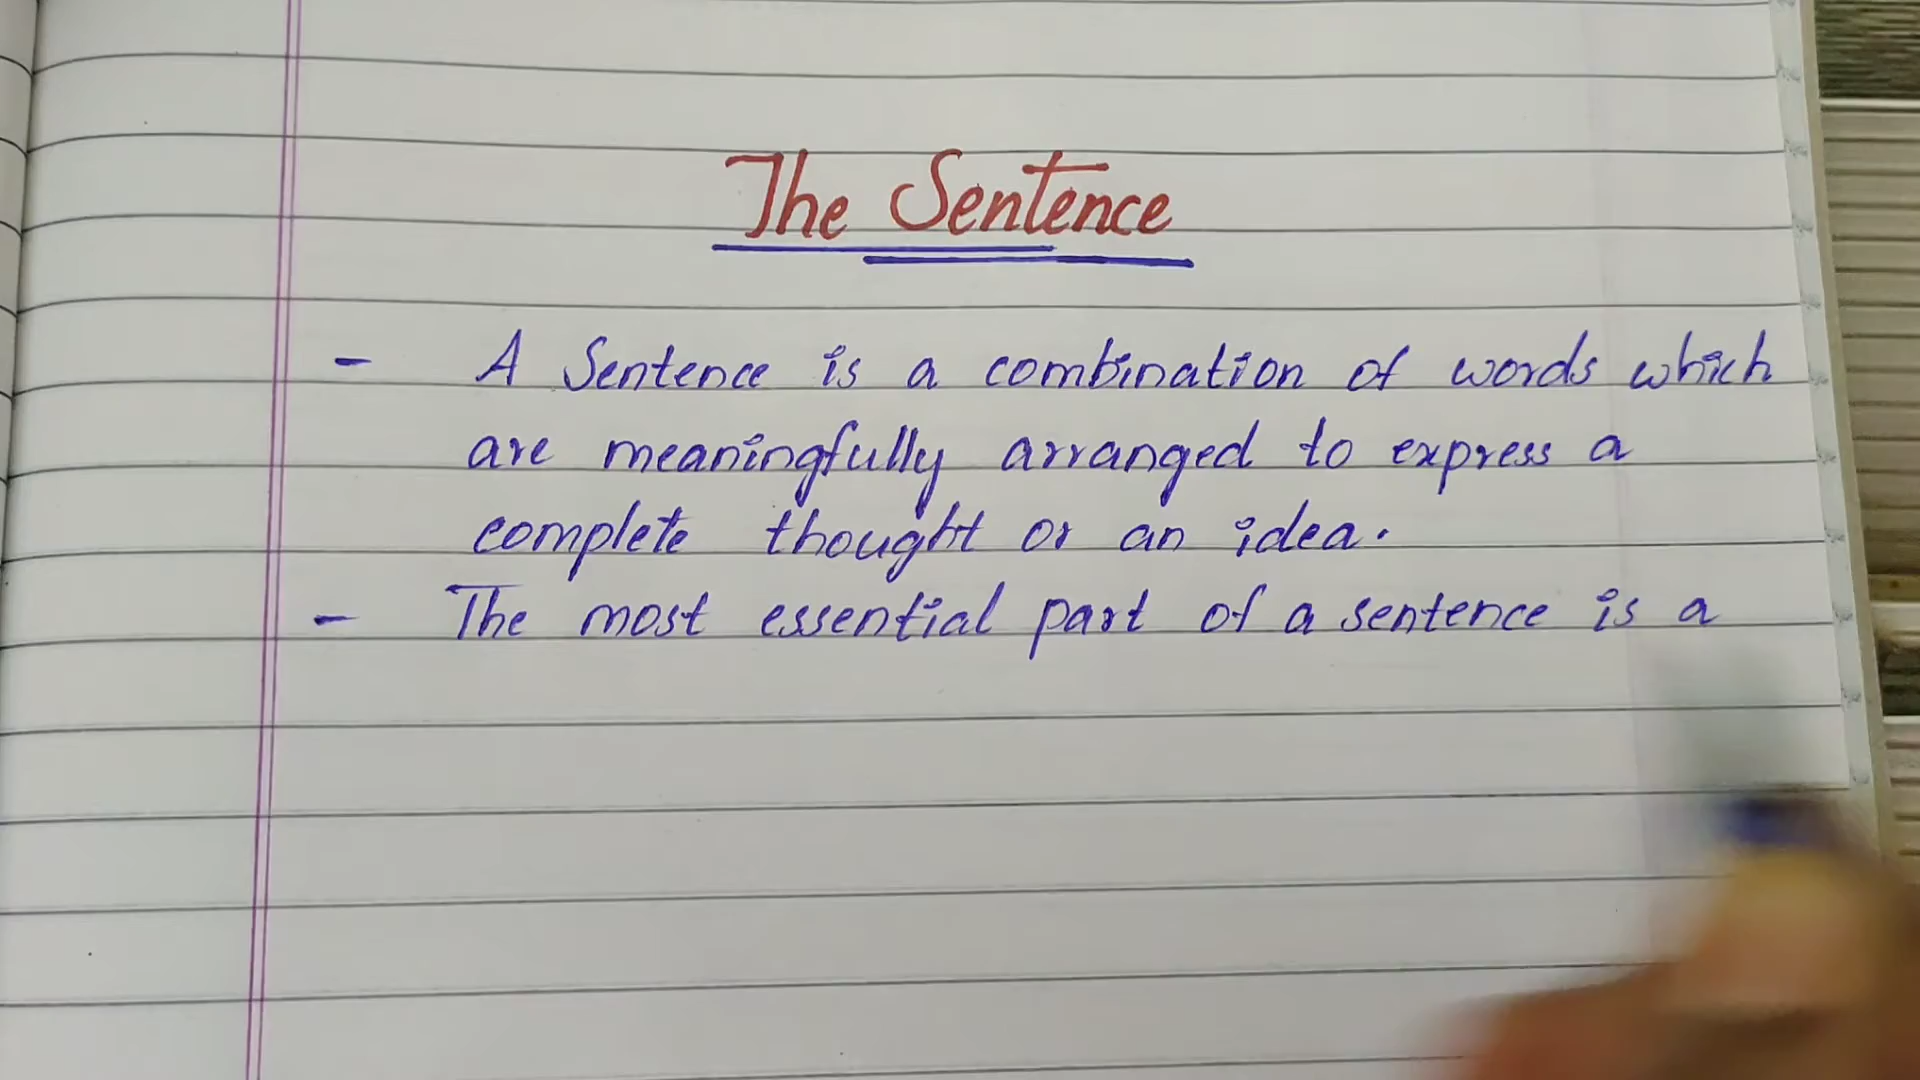 The Sentence
- A Sentence is a combination of words which
are meaningfully arranged to express a
complete thought or an idea.
- The most essential part of a sentence is a